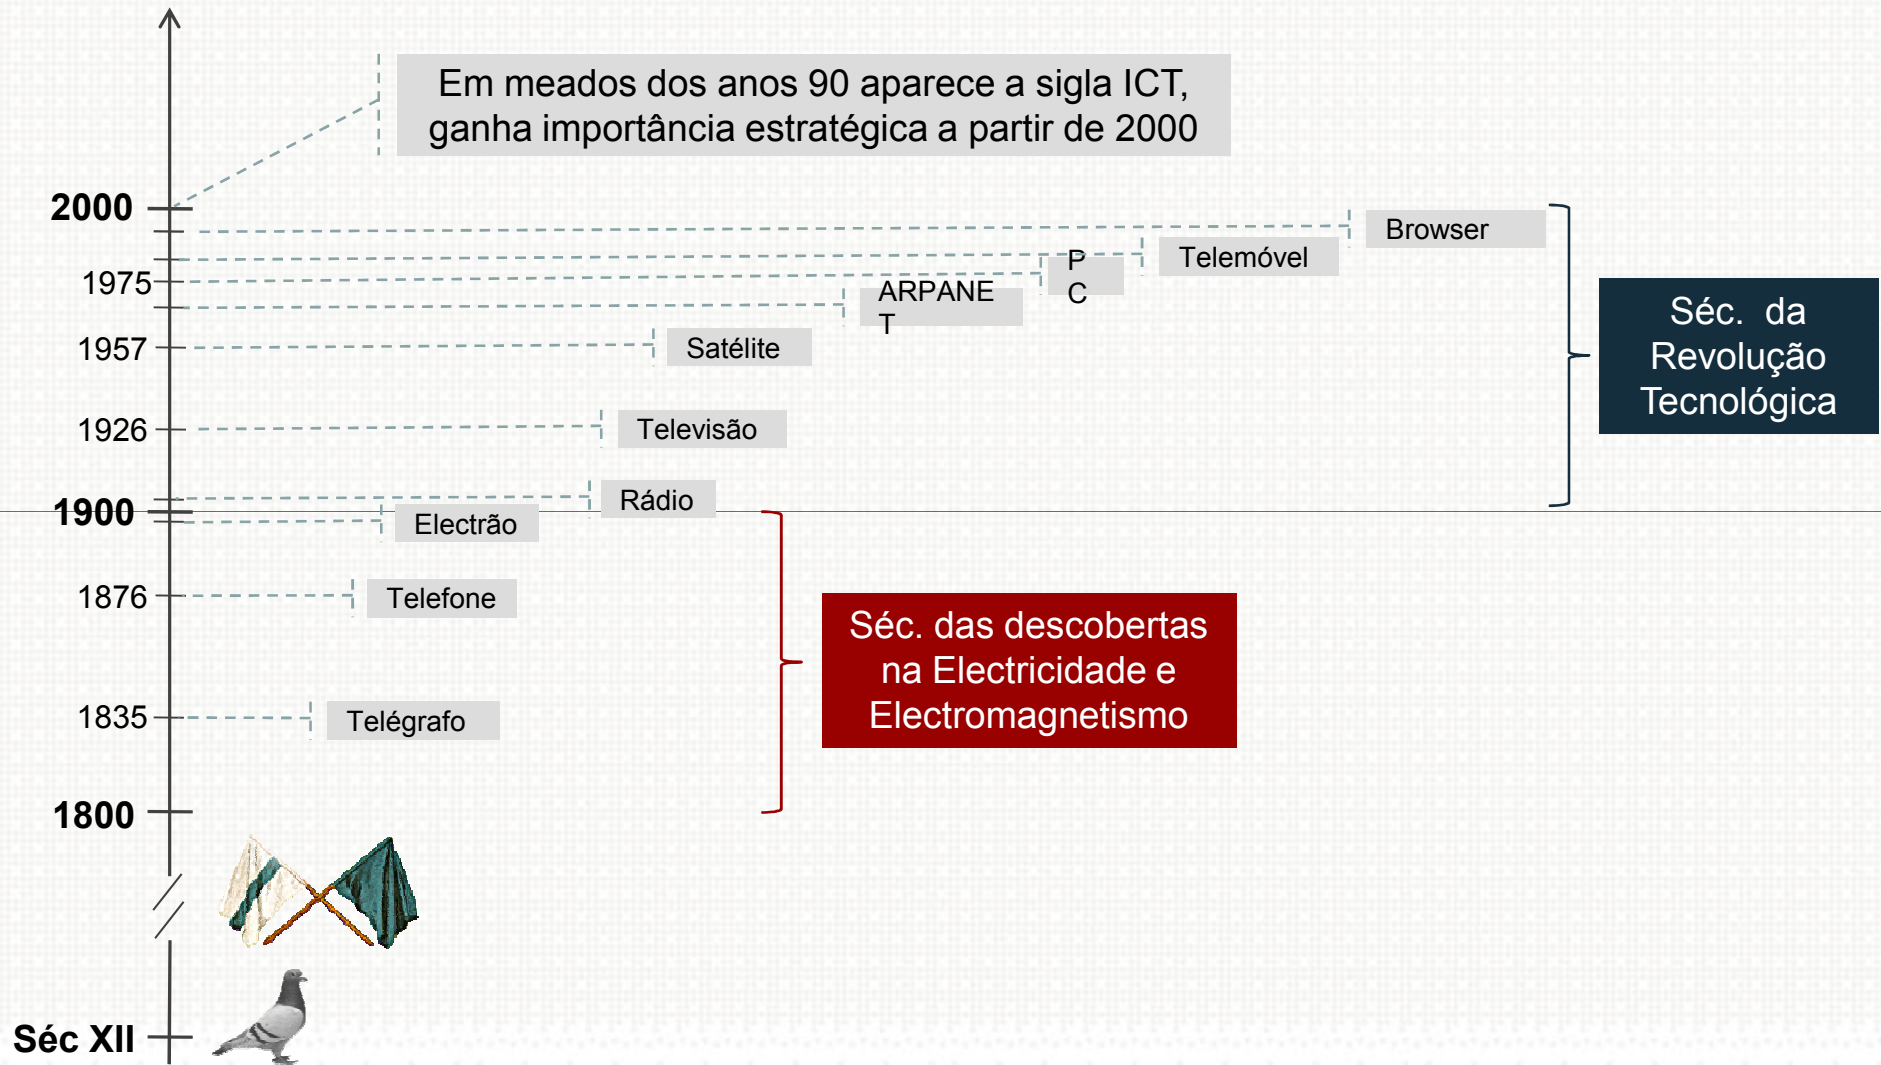 Em meados dos anos 90 aparece a sigla ICT,
ganha importância estratégica a partir de 2000
2000
Browser
Telemóvel
P
C
1975
ARPANE
T
Séc. da
Revolução
Tecnológica
1957
Satélite
1926
Televisão
Rádio
1900
Electrão
1876
Telefone
Séc. das descobertas
na Electricidade e
Electromagnetismo
1835
Telégrafo
1800
Séc XII